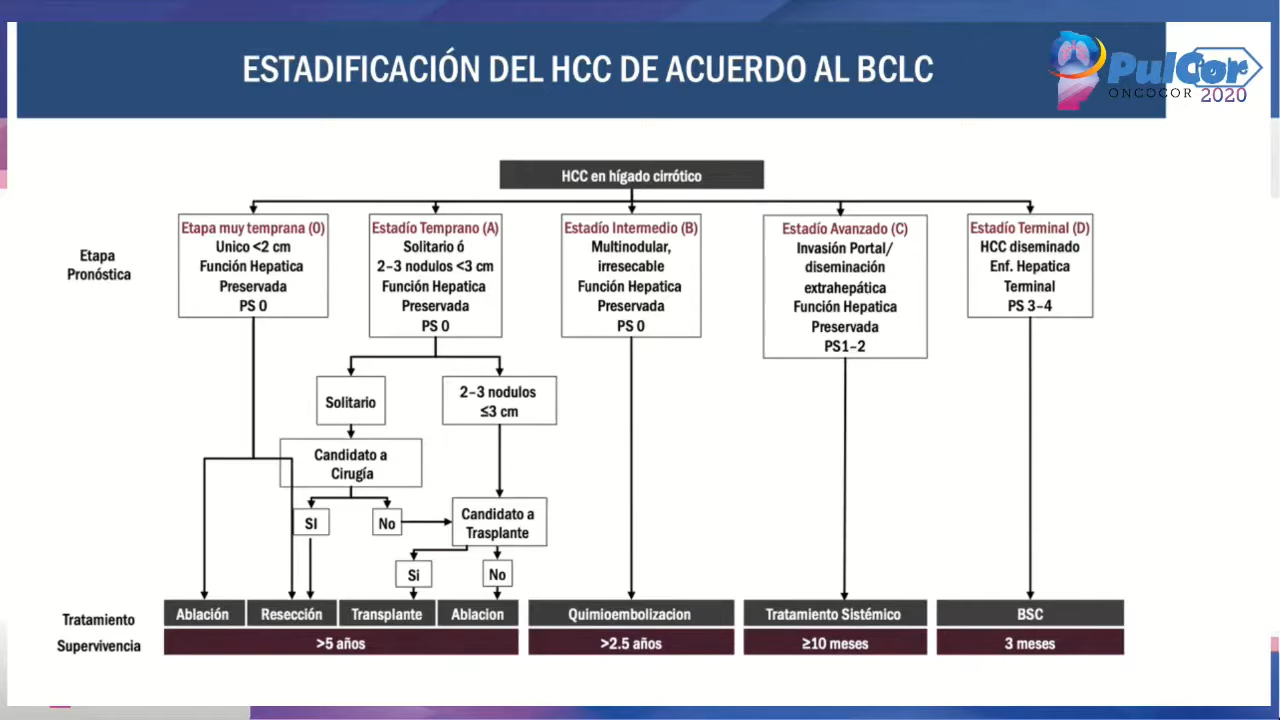 ESTADIFICACIÓN DEL HCC DE ACUERDO AL BCLC
PulCor
ONCOCOR 2020
HCC en hígado cirrótico
Etapa
Pronóstica
Etapa muy temprana (0)
Unico <2 cm
Función Hepatica
Preservada
PS 0
Estadío Temprano (A)
Solitario ó
2–3 nodulos <3 cm
Función Hepatica
Preservada
PS 0
Estadío Intermedio (B)
Multinodular,
irresecable
Función Hepatica
Preservada
PS 0
Estadío Avanzado (C)
Invasión Portal/
diseminación
extrahepática
Función Hepatica
Preservada
PS1–2
Estadío Terminal (D)
HCC diseminado
Enf. Hepatica
Terminal
PS 3–4
Solitario
2–3 nodulos
≤3 cm
Candidato a
Cirugía
SI
No
Candidato a
Trasplante
Si
No
Tratamiento
Ablación
Resección
Transplante
Ablacion
Quimioembolizacion
Tratamiento Sistémico
BSC
Supervivencia
>5 años
>2.5 años
≥10 meses
3 meses